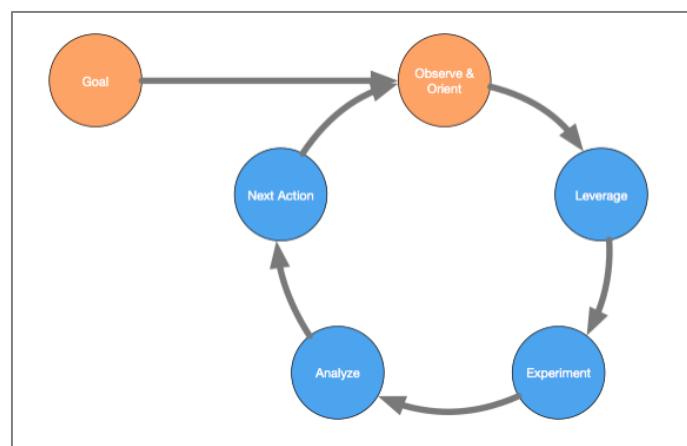 Goal
Observe &
Orient
Next Action
Leverage
Analyze
Experiment